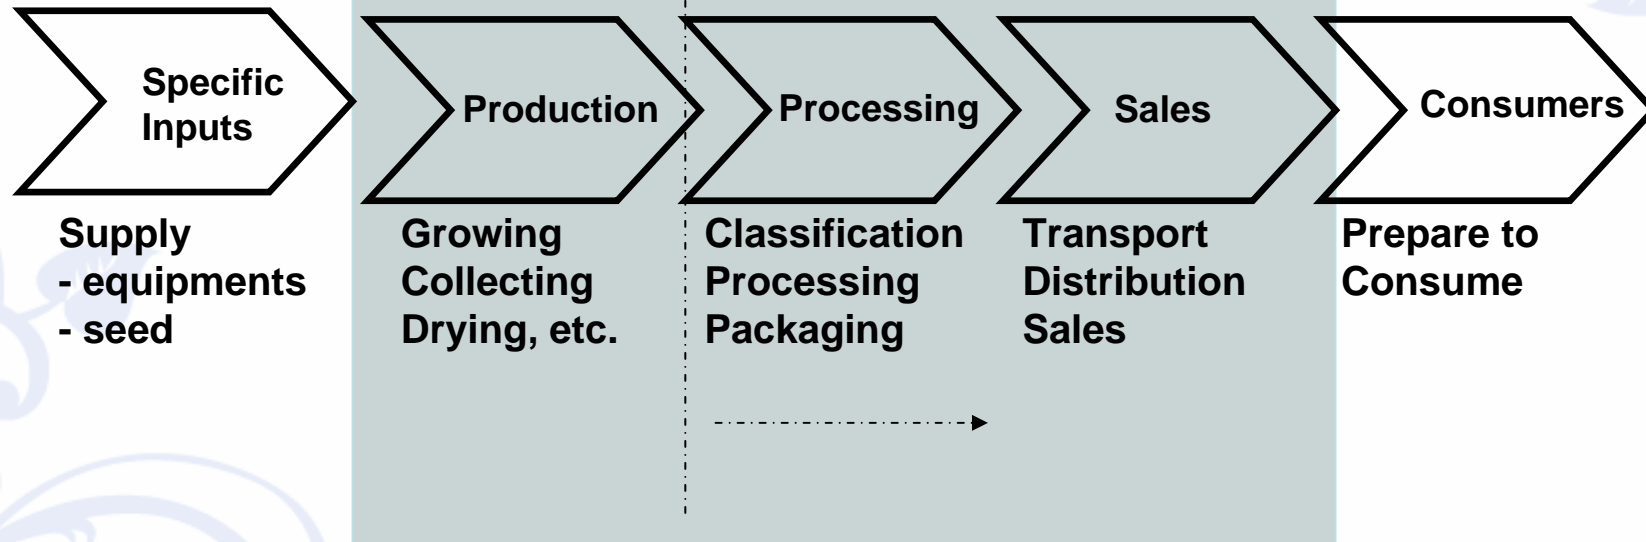 Specific
Inputs
Production
Processing
Sales
Consumers
Supply
- equipments
- seed
Growing
Collecting
Drying, etc.
Classification
Processing
Packaging
Transport
Distribution
Sales
Prepare to
Consume